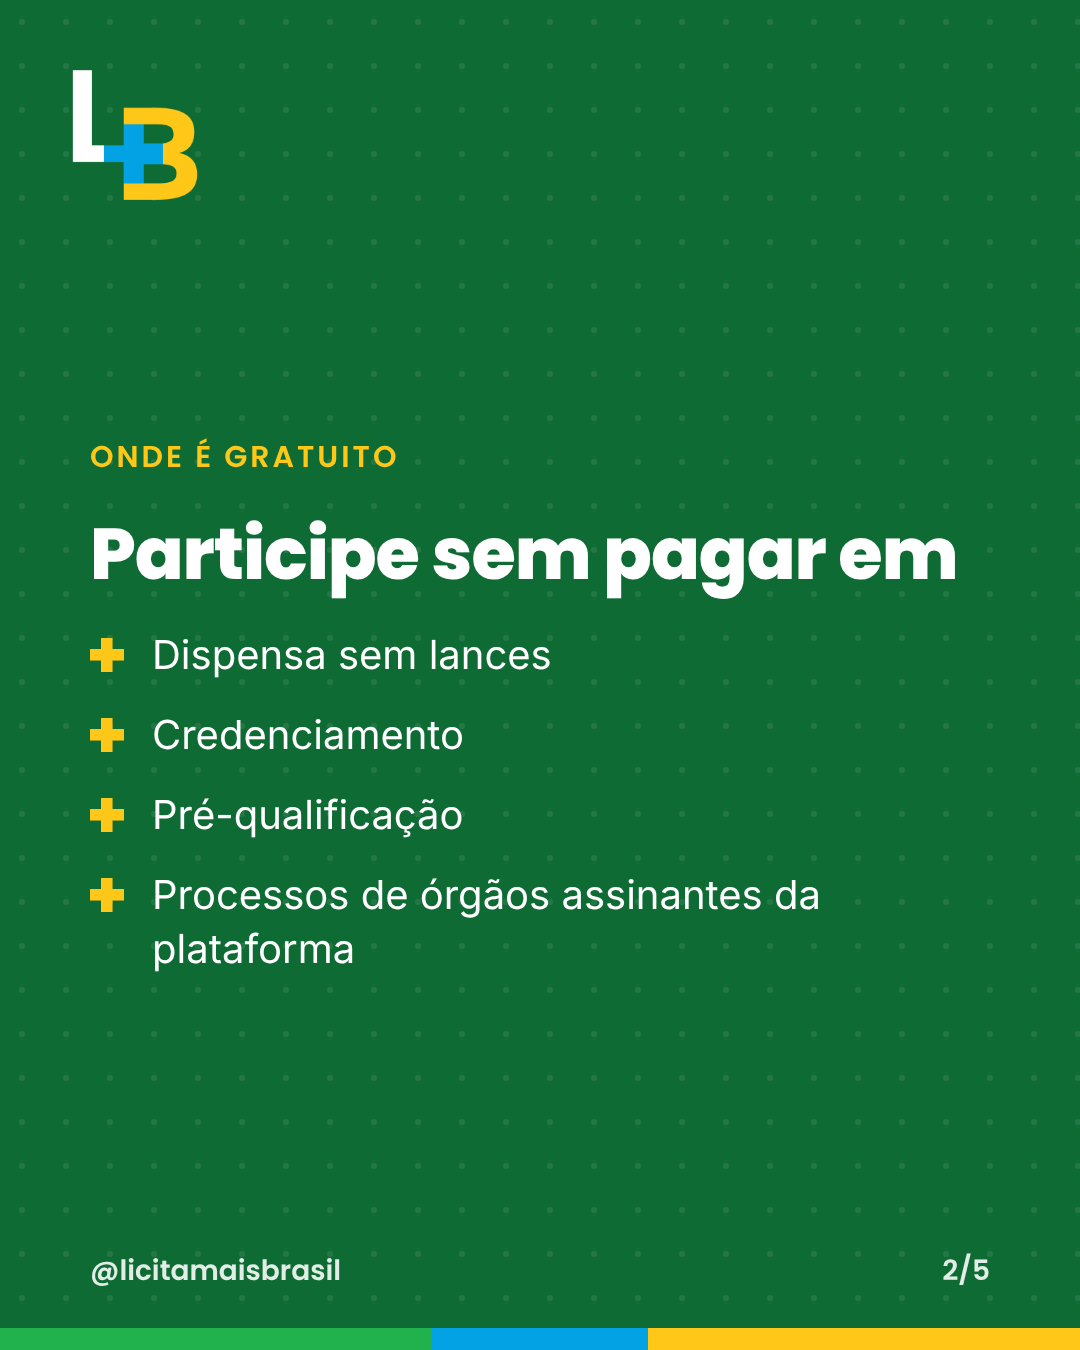 L+B
ONDE É GRATUITO
Participe sem pagar em
Dispensa sem lances
Credenciamento
Pré-qualificação
Processos de órgãos assinantes da
plataforma
@licitamaisbrasil
2/5